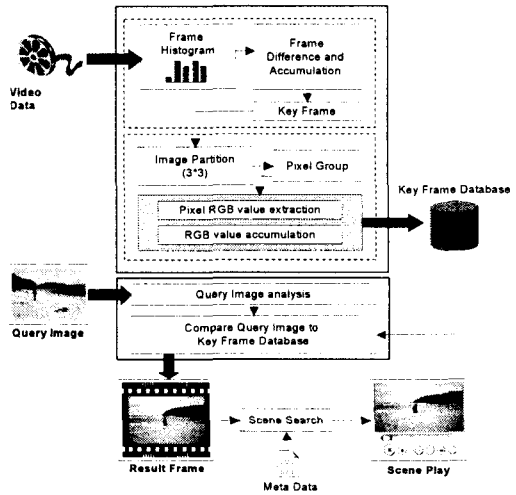 Frame
Histogram
Frame
Difference and
Accumulation
Video
Data
Key Frame
Image Partition
(3*3)
Pixel Group
Pixel RGB value extraction
RGB value accumulation
Key Frame Database
Query Image analysis
Query Image
Compare Query Image to
Key Frame Database
Scene Search
Result Frame
Scene Play
Meta Data